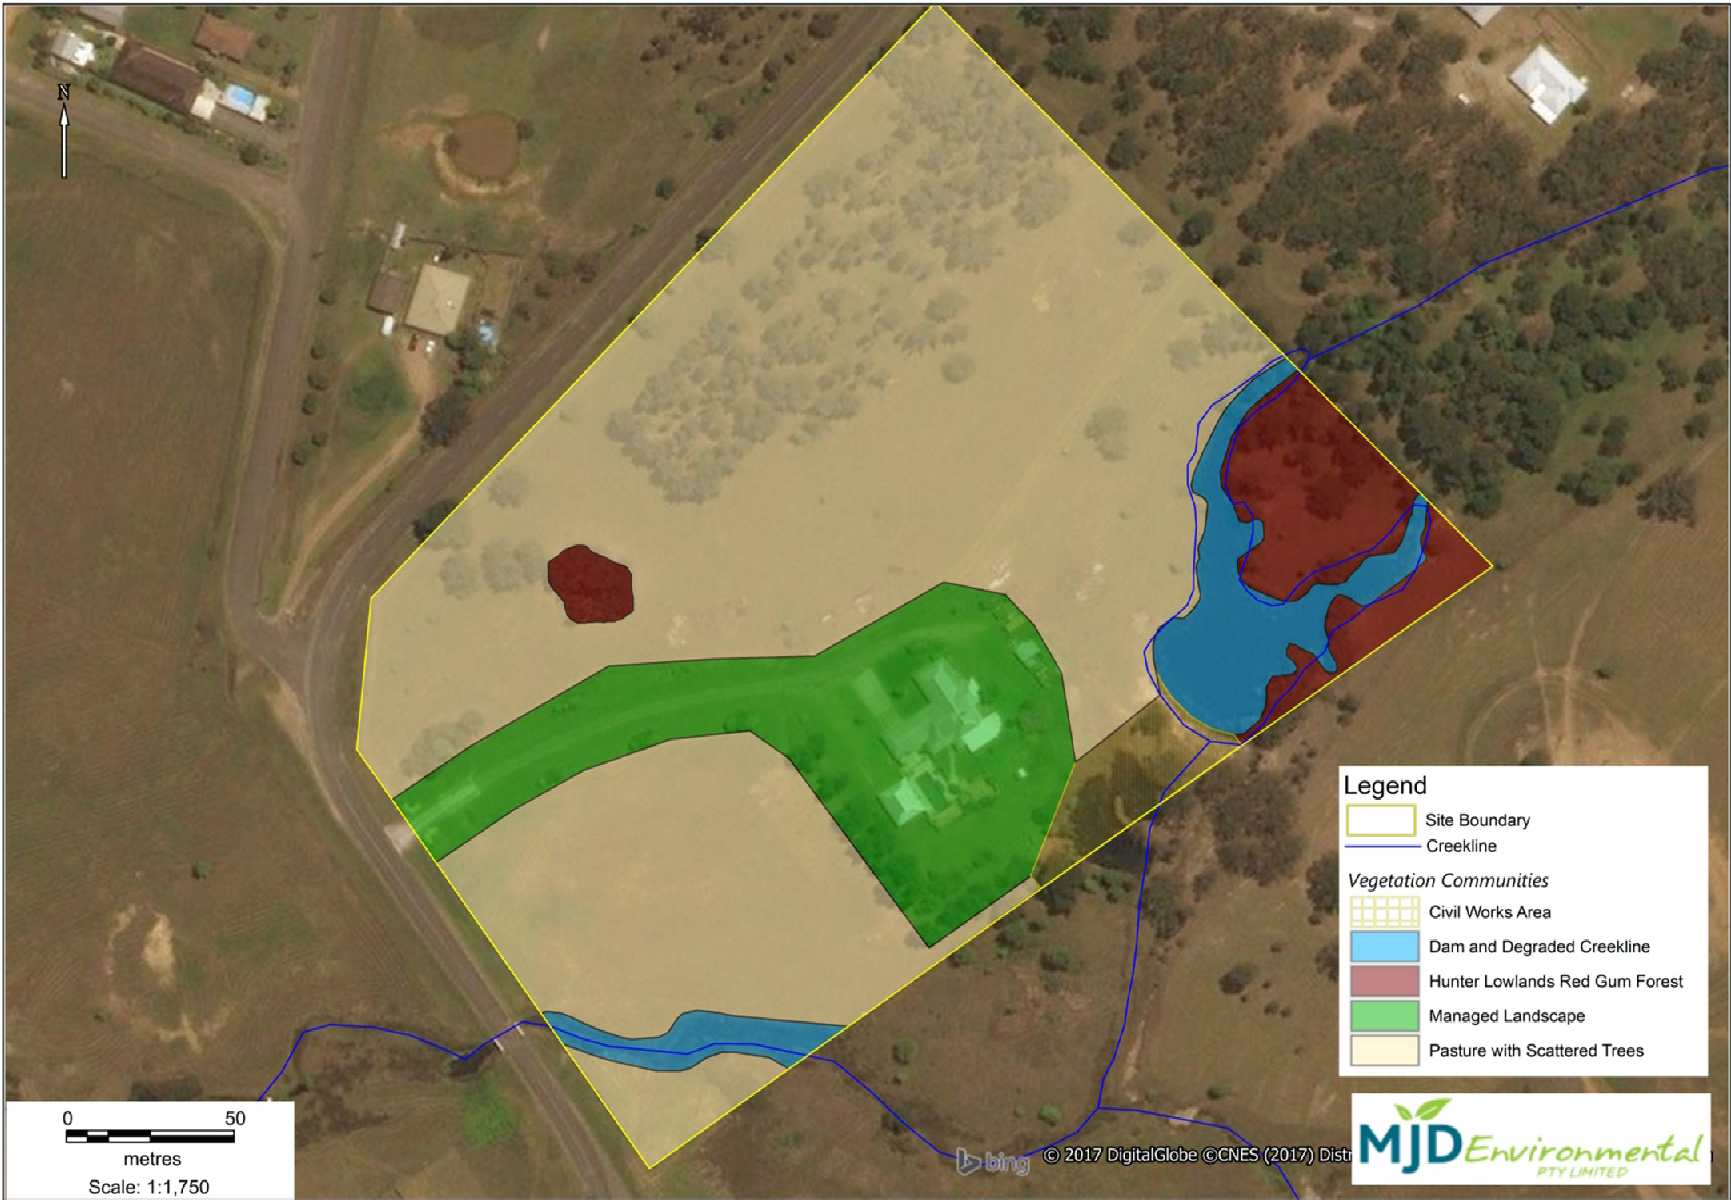 N
Legend
Site Boundary
Creekline
Vegetation Communities
Civil Works Area
Dam and Degraded Creekline
Hunter Lowlands Red Gum Forest
Managed Landscape
Pasture with Scattered Trees
0 50
metres
Scale: 1:1,750
bing © 2017 DigitalGlobe ©CNES (2017) Distr
MJD Environmental
PTY LIMITED